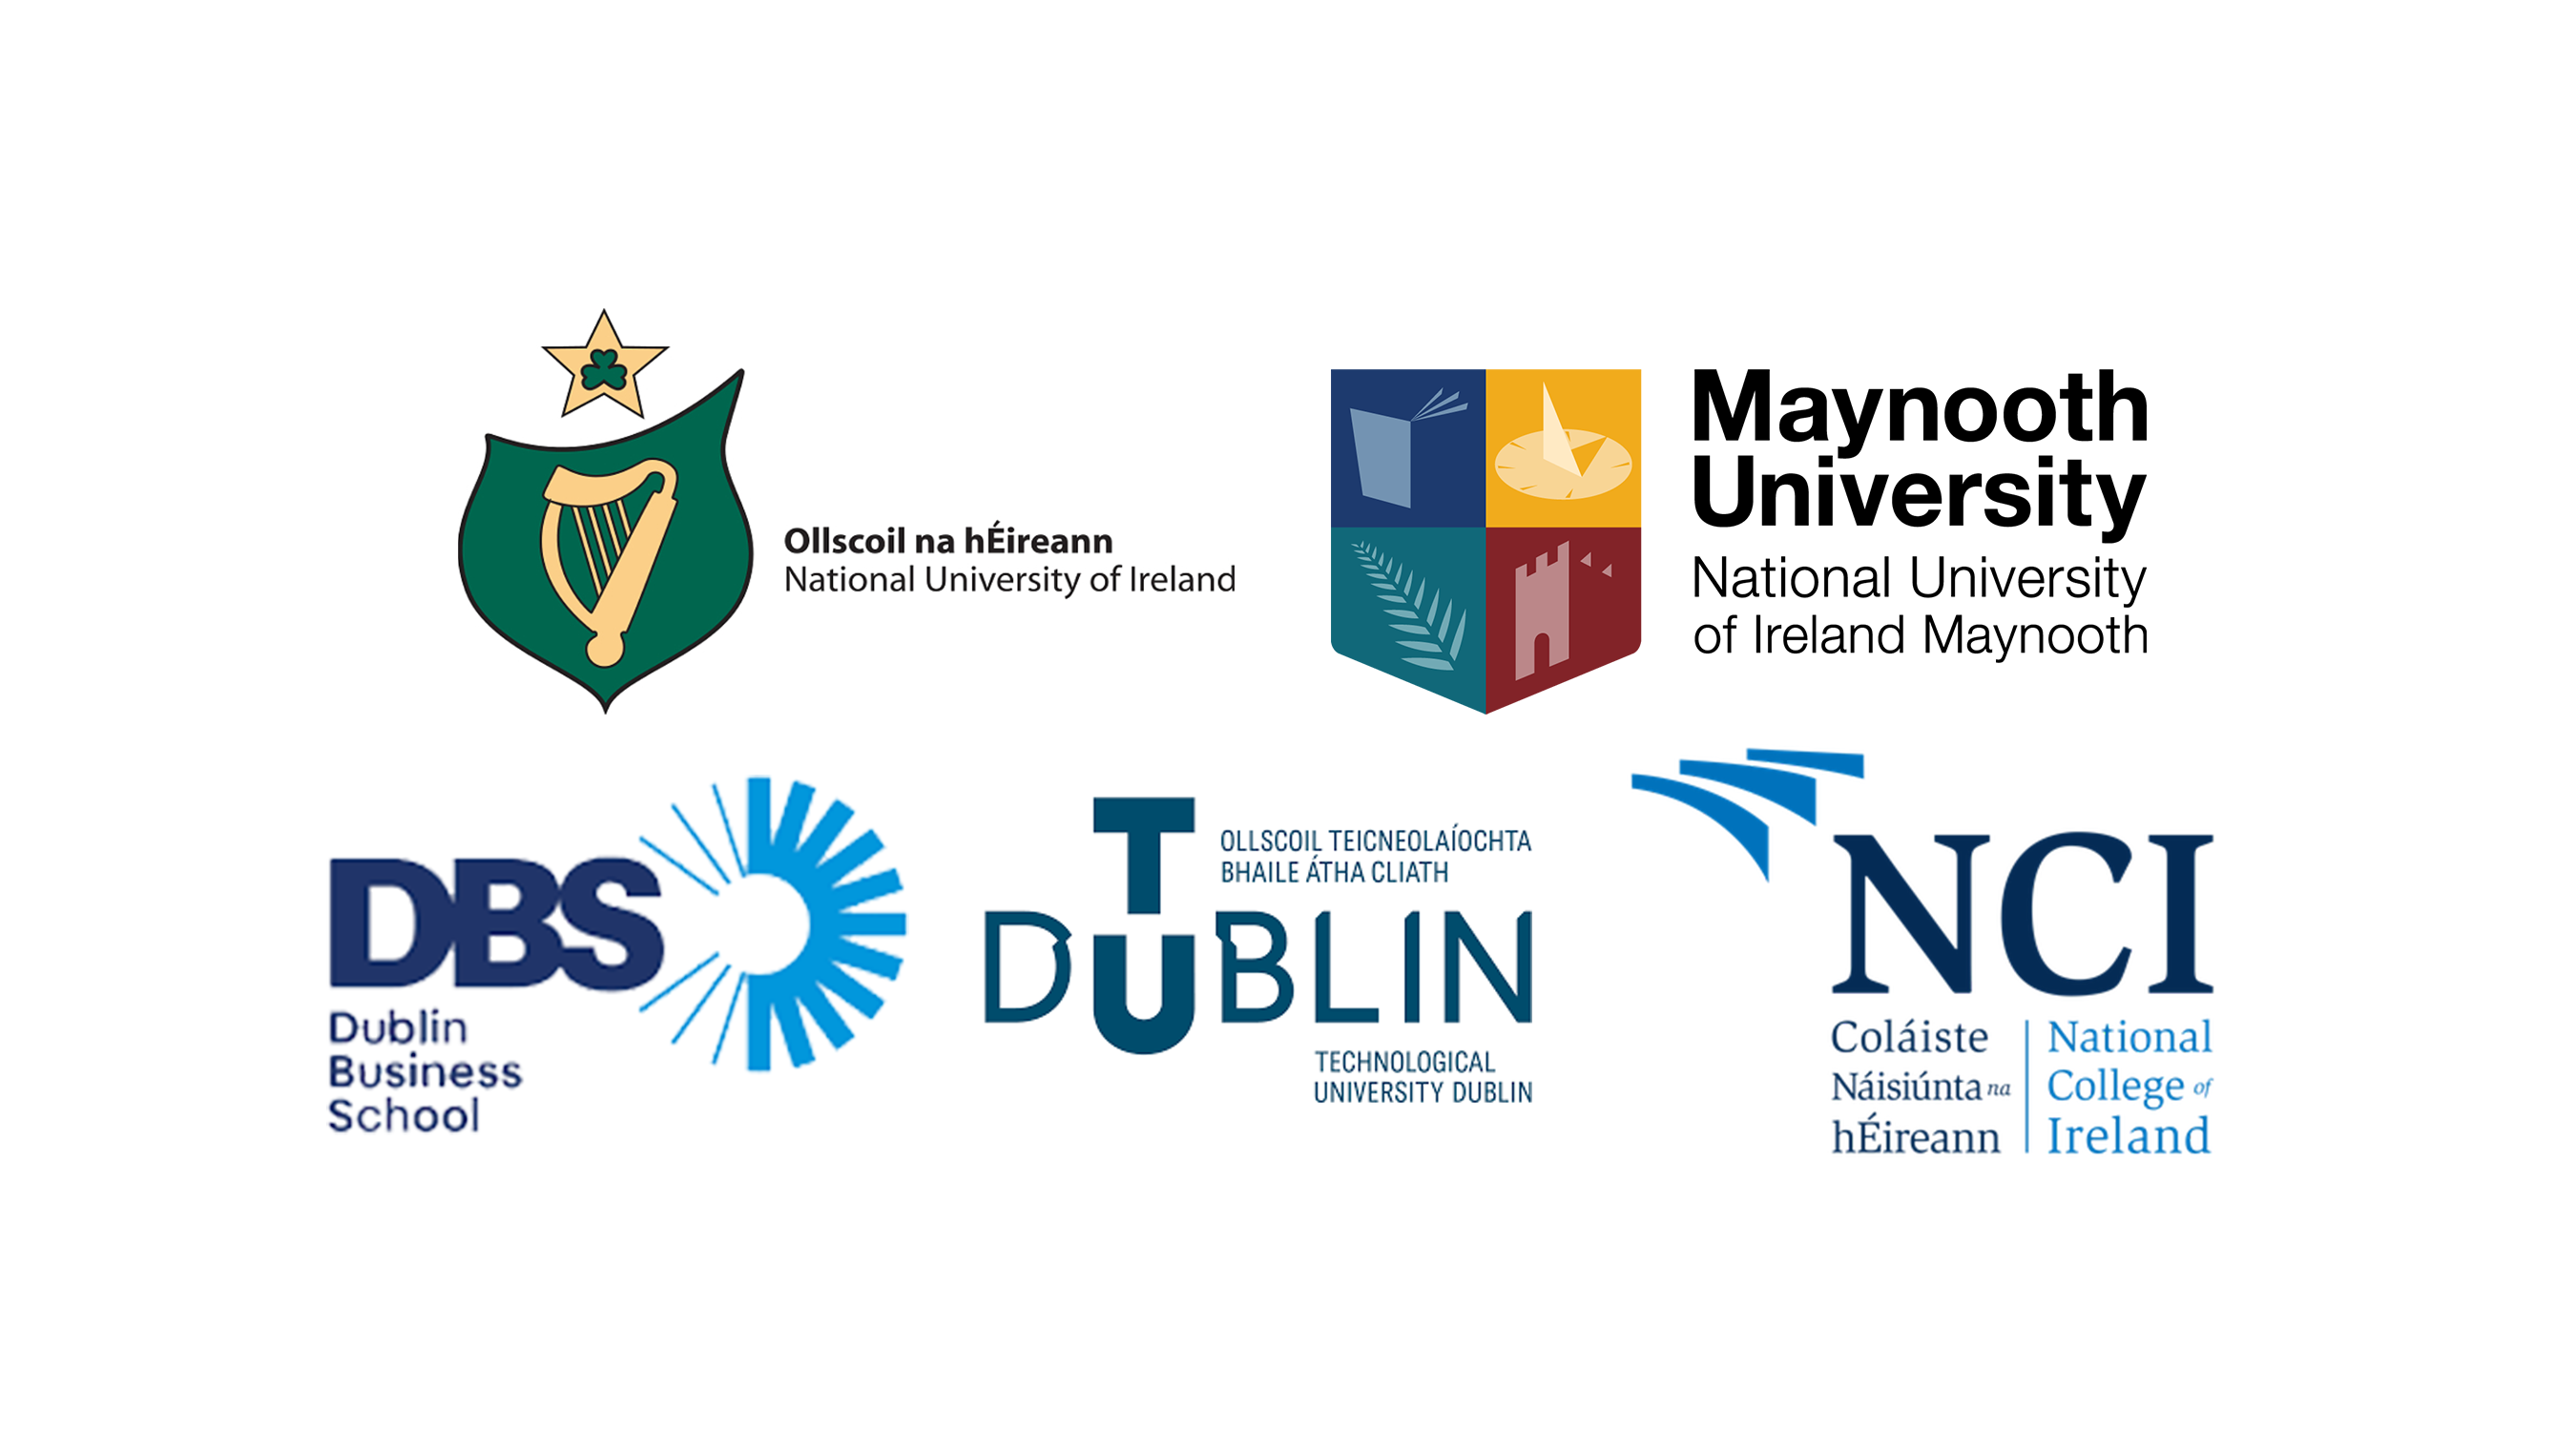 Ollscoil na hÉireann
National University of Ireland
Maynooth
University
National University
of Ireland Maynooth
DBS
Dublin
Business
School
TU
OLLSCOIL TEICNEOLAÍOCHTA
BHAILE ÁTHA CLIATH
DUBLIN
TECHNOLOGICAL
UNIVERSITY DUBLIN
NCI
Coláiste
Náisiúnta na
hÉireann
National
College of
Ireland